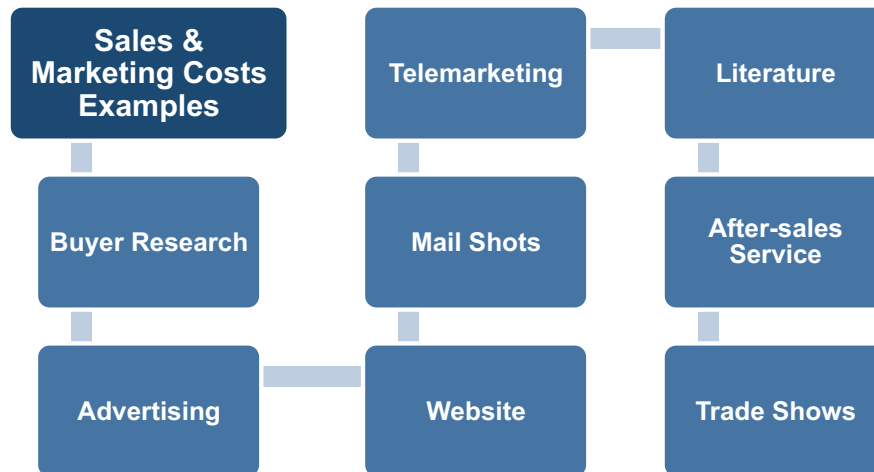 Sales &
Marketing Costs
Examples
Buyer Research
Advertising
Website
Mail Shots
Telemarketing
Literature
After-sales
Service
Trade Shows